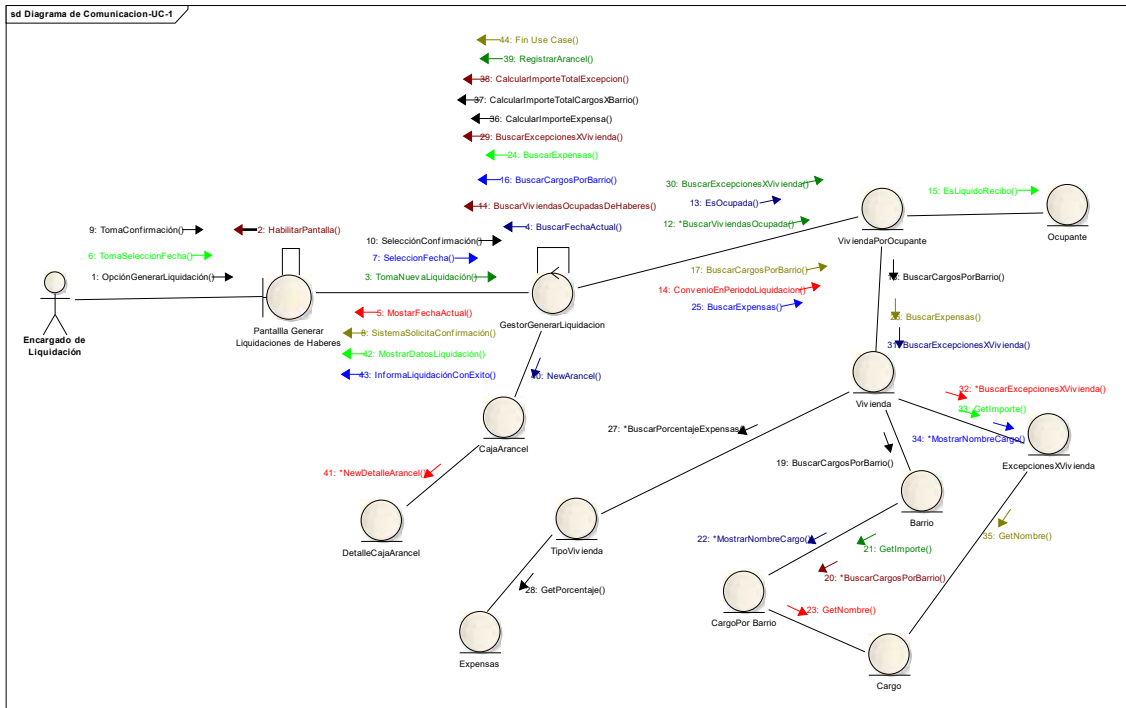 sd Diagrama de Comunicacion-UC-1
44: Fin Use Case()
39: RegistrarArancel()
38: CalcularImporteTotalExcepcion()
37: CalcularImporteTotalCargosXBarrio()
36: CalcularImporteExpensa()
29: BuscarExcepcionesXVivienda()
24: BuscarExpensas()
16: BuscarCargosPorBarrio()
11: BuscarViviendasOcupadasDeHaberes()
4: BuscarFechaActual()
30: BuscarExcepcionesXVivienda()
13: EsOcupada()
12: *BuscarViviendasOcupada()
15: EsLiquidoRecibo()
9: TomaConfirmación()
2: HabilitarPantalla()
10: SelecciónConfirmación()
6: TomaSeleccionFecha()
7: SeleccionFecha()
1: OpciónGenerarLiquidación()
3: TomaNuevaLiquidación()
ViviendaPorOcupante
Ocupante
17: BuscarCargosPorBarrio()
14: ConvenioEnPeriodoLiquidacion()
25: BuscarExpensas()
BuscarCargosPorBarrio()
BuscarExpensas()
31: BuscarExcepcionesXVivienda()
Encargado de
Liquidación
Pantallla Generar
Liquidaciones de Haberes
GestorGenerarLiquidacion
5: MostarFechaActual()
8: SistemaSolicitaConfirmación()
42: MostrarDatosLiquidación()
43: InformaLiquidaciónConExito()
40: NewArancel()
Vivienda
32: *BuscarExcepcionesXVivienda()
33: GetImporte()
34: *MostrarNombreCargo()
ExcepcionesXVivienda
27: *BuscarPorcentajeExpensas()
19: BuscarCargosPorBarrio()
CajaArancel
41: *NewDetalleArancel()
DetalleCajaArancel
TipoVivienda
Barrio
35: GetNombre()
22: *MostrarNombreCargo()
21: GetImporte()
20: *BuscarCargosPorBarrio()
28: GetPorcentaje()
23: GetNombre()
CargoPor Barrio
Expensas
Cargo